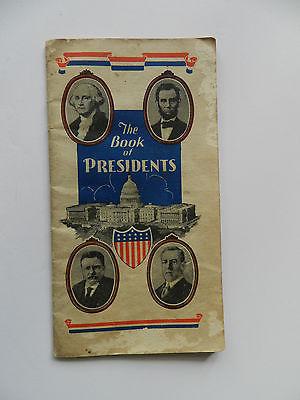 The
Book
of
PRESIDENTS